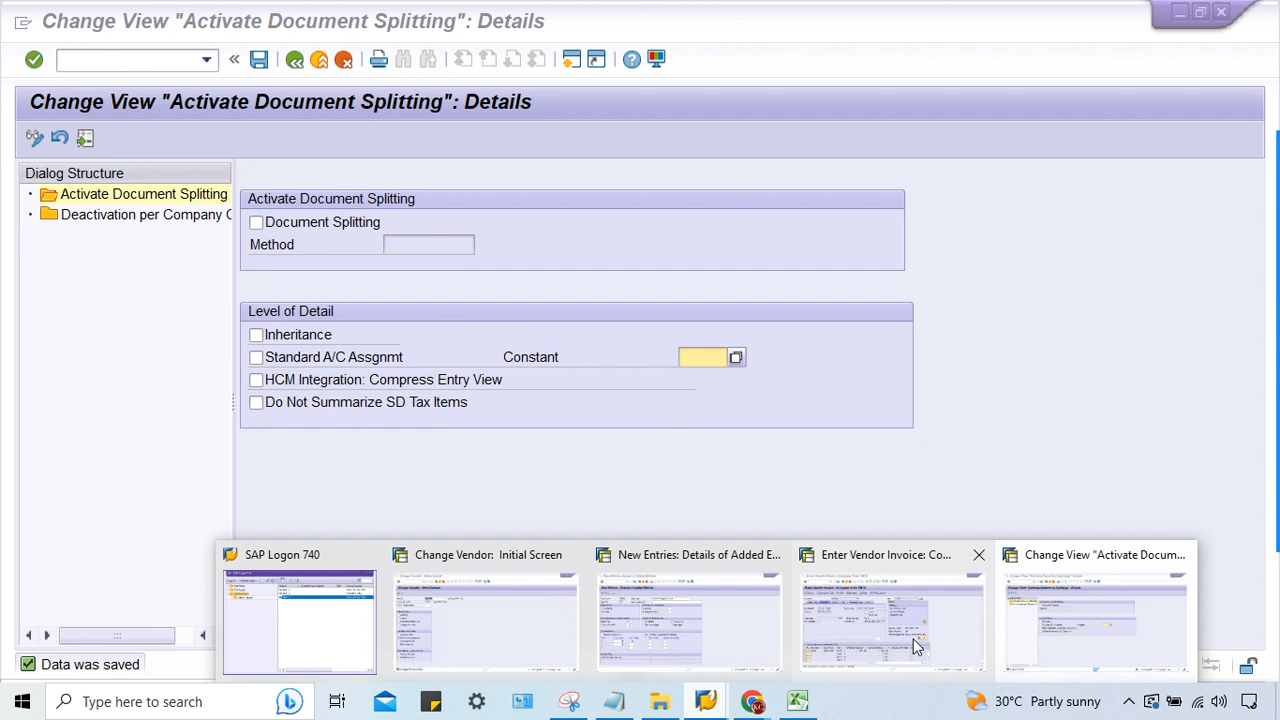 Change View "Activate Document Splitting": Details
Change View "Activate Document Splitting": Details
Dialog Structure
Activate Document Splitting
Deactivation per Company C
Activate Document Splitting
Document Splitting
Method
Level of Detail
Inheritance
Standard A/C Assgnmt Constant
HCM Integration: Compress Entry View
Do Not Summarize SD Tax Items
SAP Logon 740
Change Vendor: Initial Screen
New Entries: Details of Added E...
Enter Vendor Invoice: Co...
Change View "Activate Docum...
Data was saved
Type here to search
30°C Partly sunny